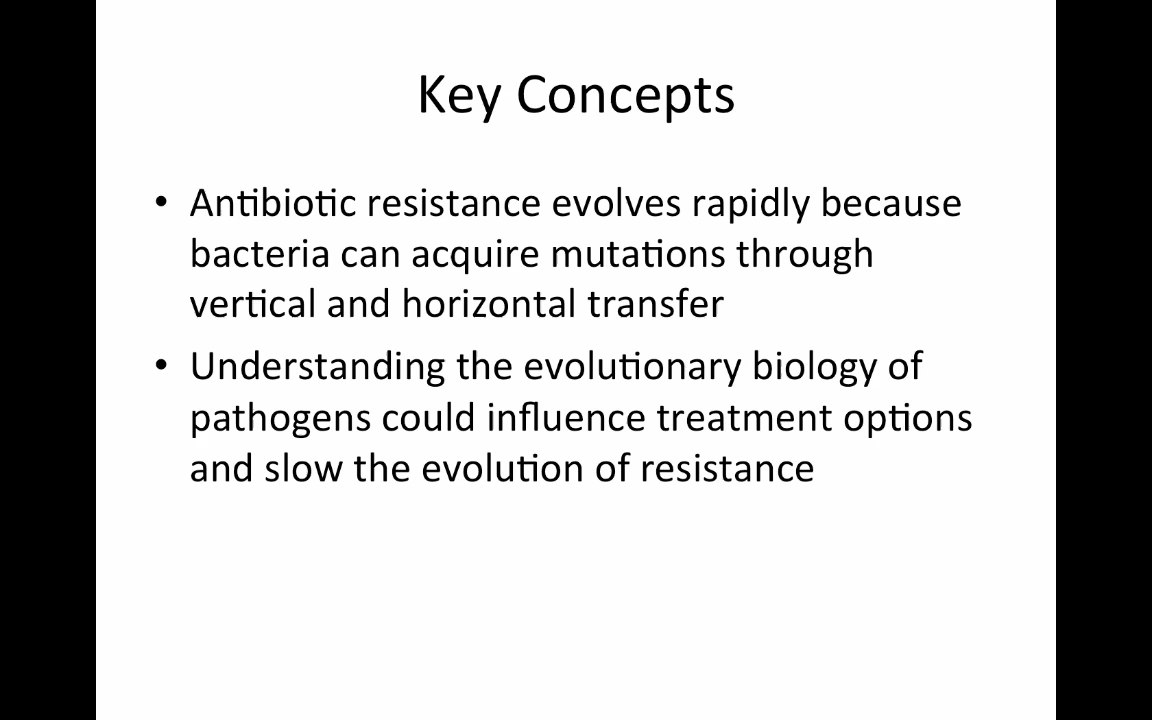 Key Concepts
• Antibiotic resistance evolves rapidly because
bacteria can acquire mutations through
vertical and horizontal transfer
• Understanding the evolutionary biology of
pathogens could influence treatment options
and slow the evolution of resistance